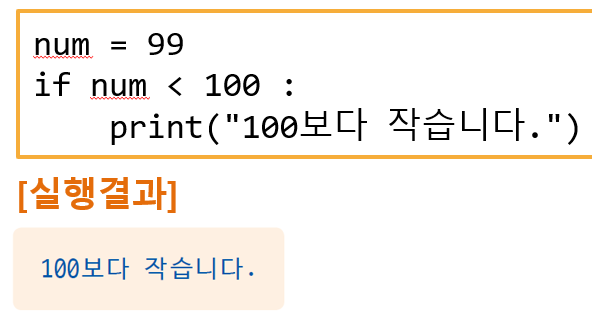 num = 99
if num < 100 :
    print("100보다 작습니다.")
[실행결과]
100보다 작습니다.